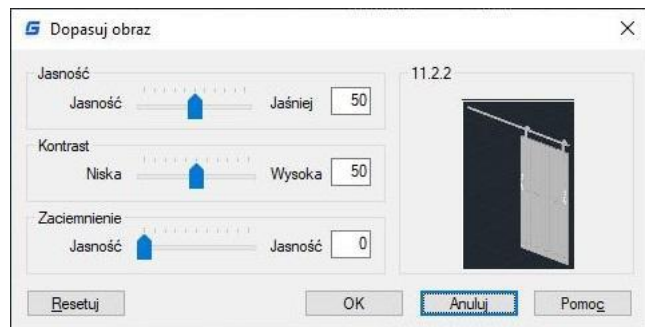 Dopasuj obraz
Jasność
Jasność Jaśniej 50
11.2.2
Kontrast
Niska Wysoka 50
Zaciemnienie
Jasność Jasność 0
Resetuj OK Anuluj Pomoc